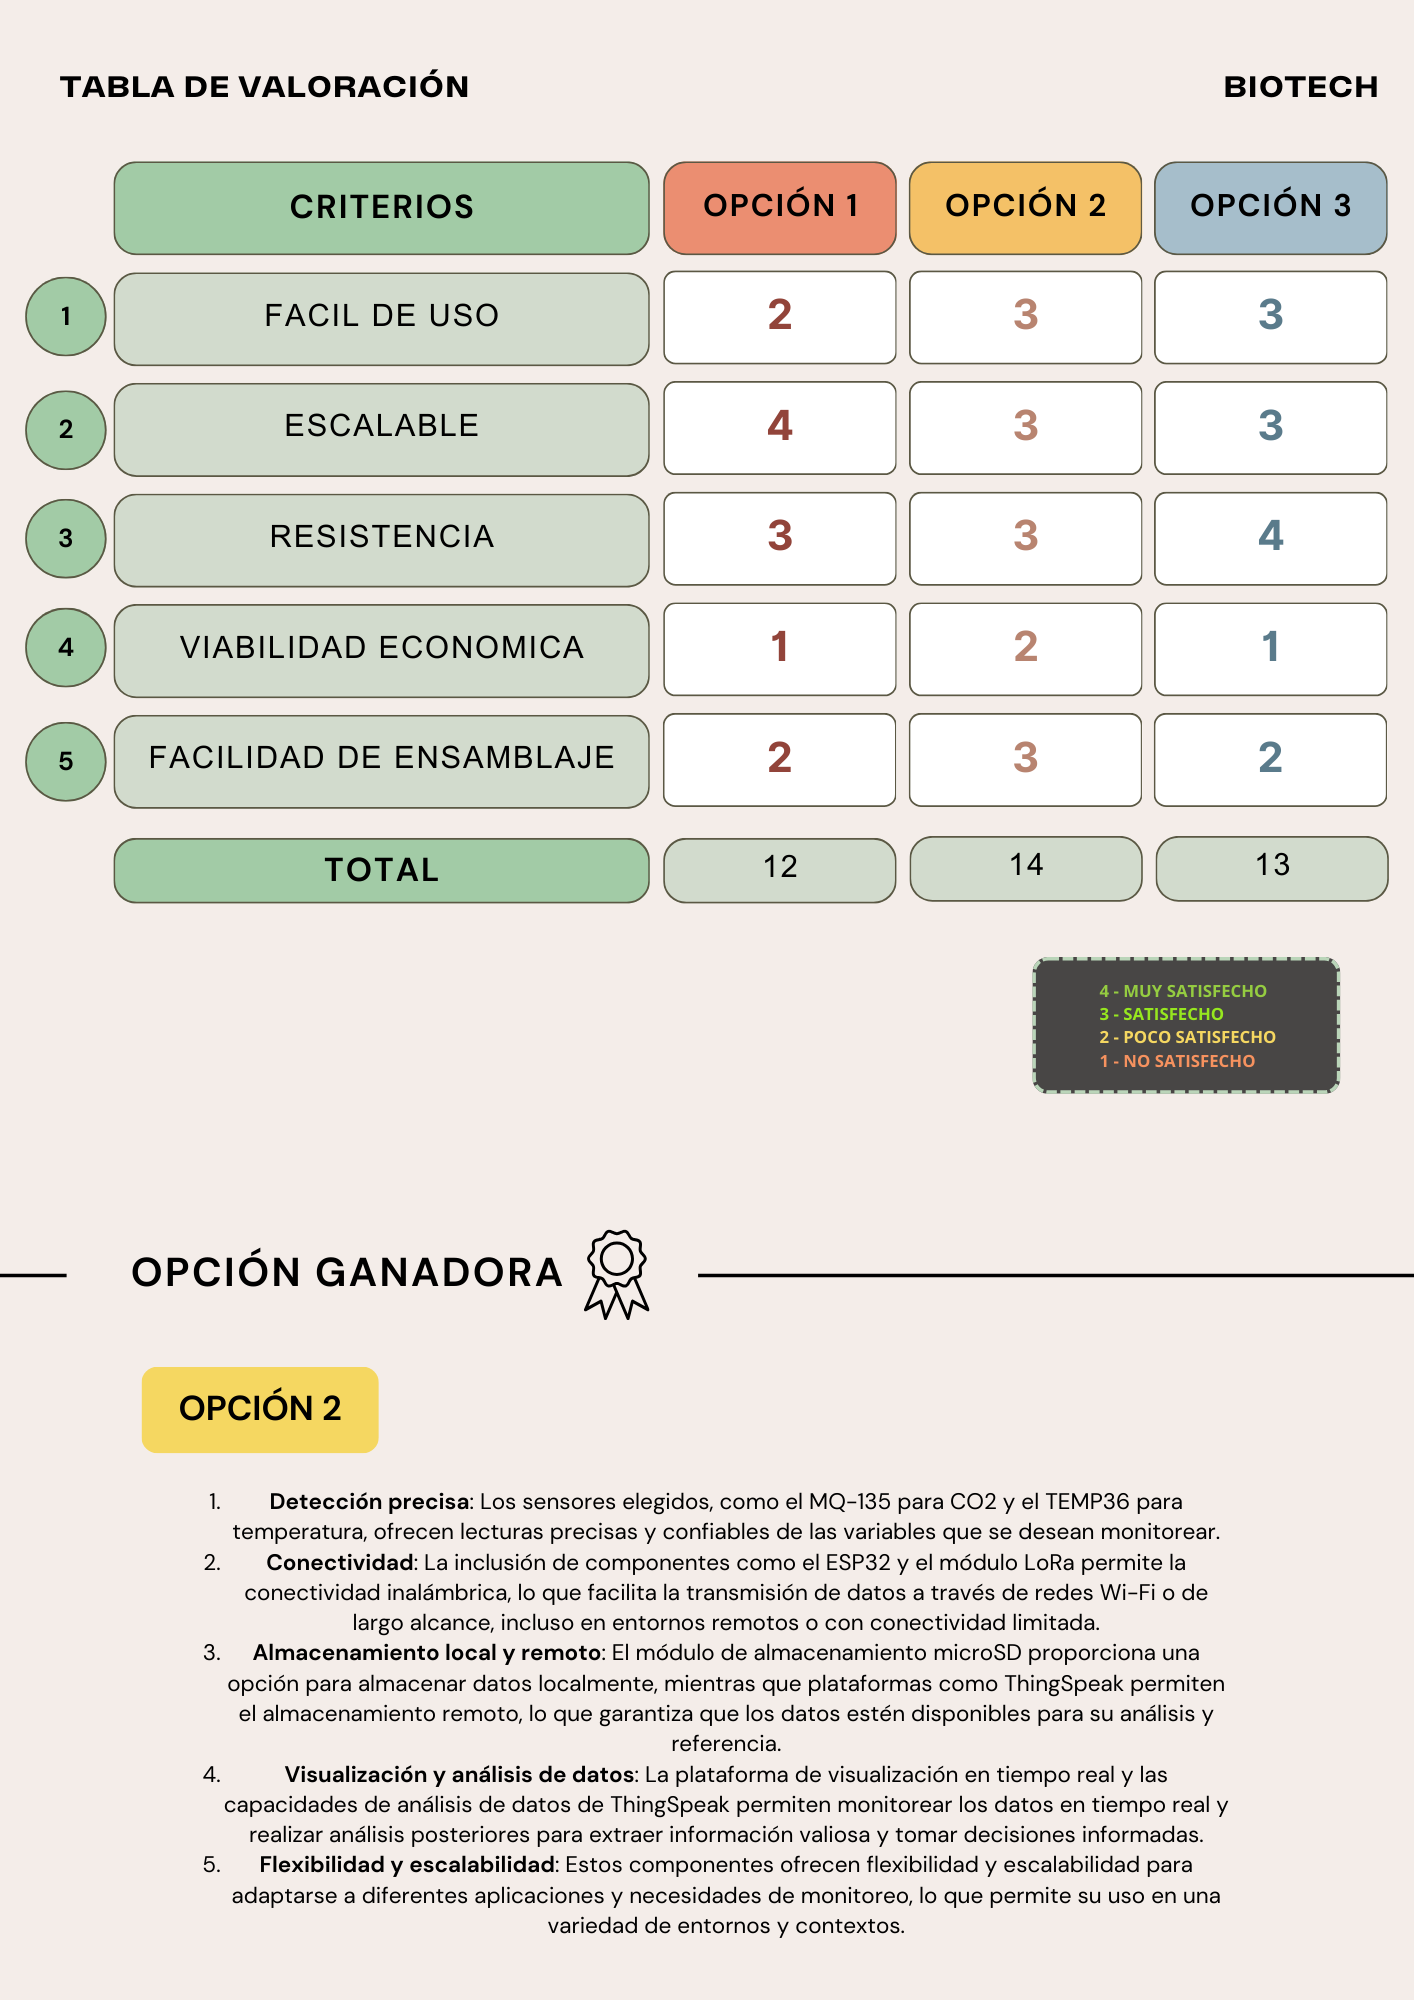 TABLA DE VALORACIÓN BIOTECH
CRITERIOS OPCIÓN 1 OPCIÓN 2 OPCIÓN 3
1 FACIL DE USO 2 3 3
2 ESCALABLE 4 3 3
3 RESISTENCIA 3 3 4
4 VIABILIDAD ECONOMICA 1 2 1
5 FACILIDAD DE ENSAMBLAJE 2 3 2
TOTAL 12 14 13
4 - MUY SATISFECHO
3 - SATISFECHO
2 - POCO SATISFECHO
1 - NO SATISFECHO
OPCIÓN GANADORA
OPCIÓN 2
1. Detección precisa: Los sensores elegidos, como el MQ-135 para CO2 y el TEMP36 para
temperatura, ofrecen lecturas precisas y confiables de las variables que se desean monitorear.
2. Conectividad: La inclusión de componentes como el ESP32 y el módulo LoRa permite la
conectividad inalámbrica, lo que facilita la transmisión de datos a través de redes Wi-Fi o de
largo alcance, incluso en entornos remotos o con conectividad limitada.
3. Almacenamiento local y remoto: El módulo de almacenamiento microSD proporciona una
opción para almacenar datos localmente, mientras que plataformas como ThingSpeak permiten
el almacenamiento remoto, lo que garantiza que los datos estén disponibles para su análisis y
referencia.
4. Visualización y análisis de datos: La plataforma de visualización en tiempo real y las
capacidades de análisis de datos de ThingSpeak permiten monitorear los datos en tiempo real y
realizar análisis posteriores para extraer información valiosa y tomar decisiones informadas.
5. Flexibilidad y escalabilidad: Estos componentes ofrecen flexibilidad y escalabilidad para
adaptarse a diferentes aplicaciones y necesidades de monitoreo, lo que permite su uso en una
variedad de entornos y contextos.